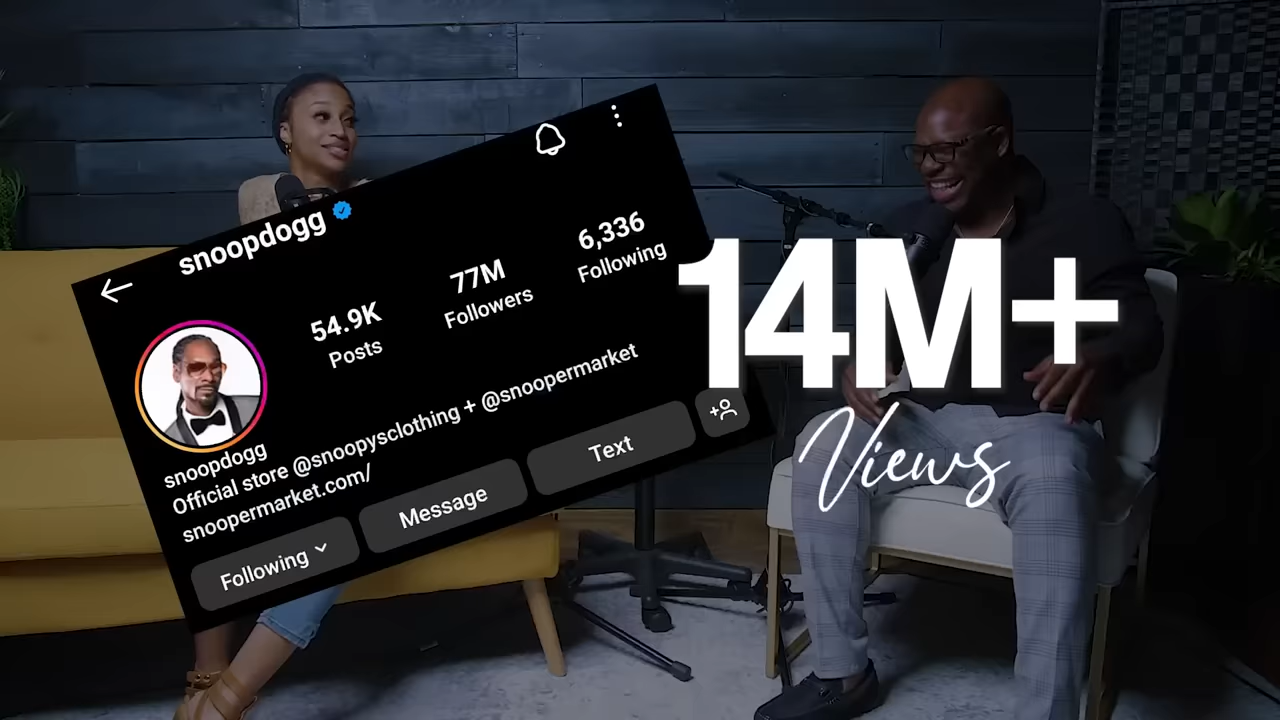 snoopdogg
54.9K
Posts
77M
Followers
6,336
Following
snoopdogg
Official store @snoopysclothing + @snoopermarket
snoopermarket.com/
Following
Message
Text
14M+
Views